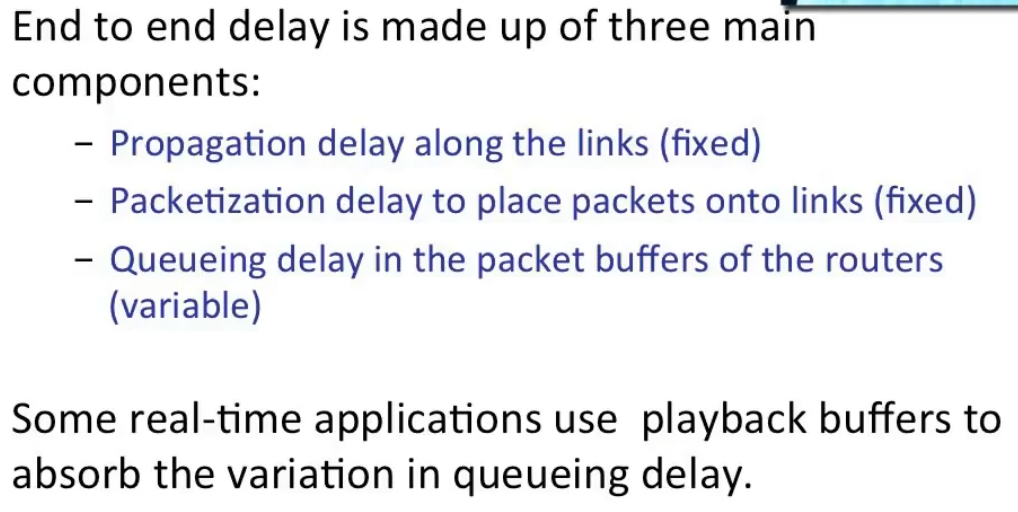 End to end delay is made up of three main
components:
– Propagation delay along the links (fixed)
– Packetization delay to place packets onto links (fixed)
– Queueing delay in the packet buffers of the routers
(variable)
Some real-time applications use  playback buffers to
absorb the variation in queueing delay.